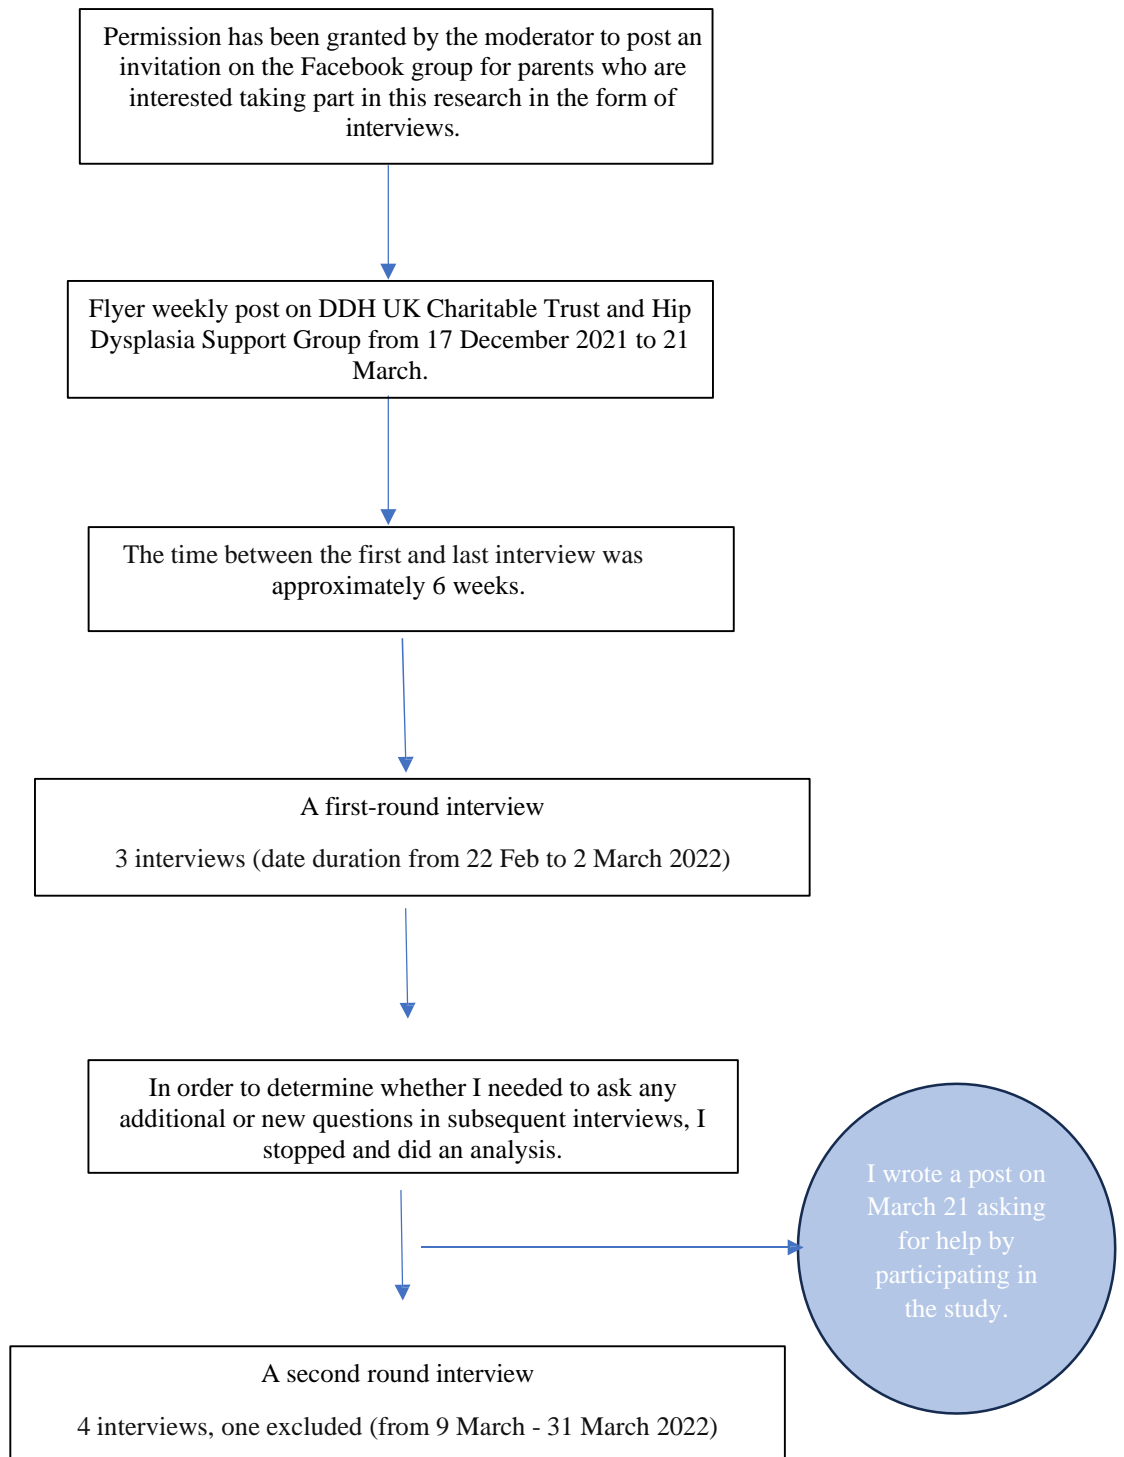 Permission has been granted by the moderator to post an
invitation on the Facebook group for parents who are
interested taking part in this research in the form of
interviews.
Flyer weekly post on DDH UK Charitable Trust and Hip
Dysplasia Support Group from 17 December 2021 to 21
March.
The time between the first and last interview was
approximately 6 weeks.
A first-round interview
3 interviews (date duration from 22 Feb to 2 March 2022)
In order to determine whether I needed to ask any
additional or new questions in subsequent interviews, I
stopped and did an analysis.
I wrote a post on
March 21 asking
for help by
participating in
the study.
A second round interview
4 interviews, one excluded (from 9 March - 31 March 2022)